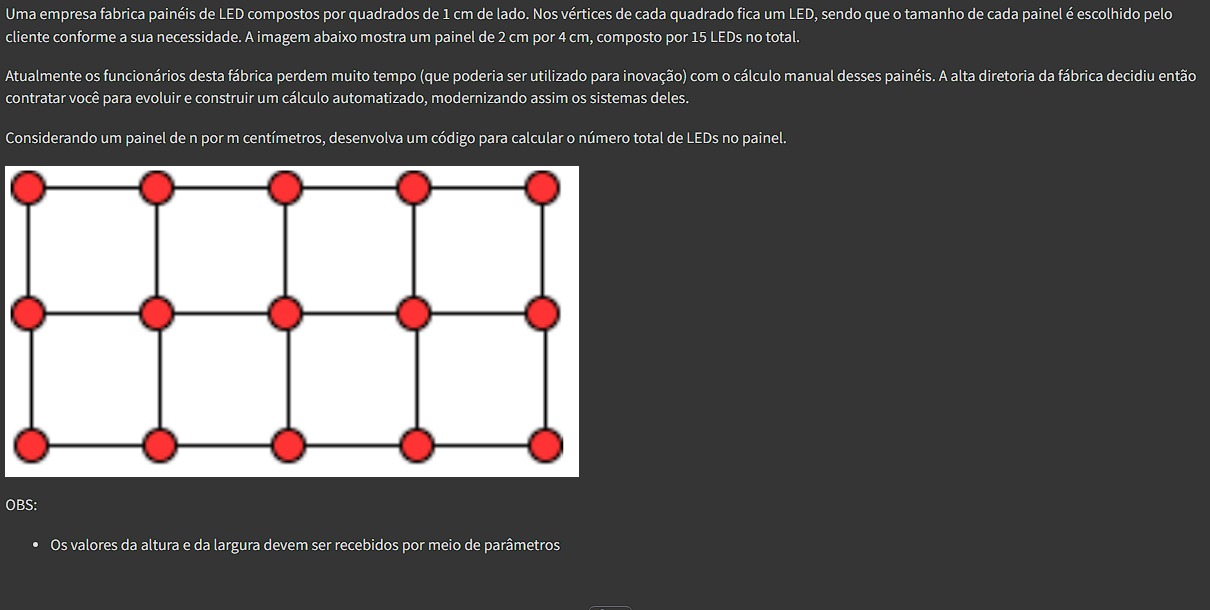 Uma empresa fabrica painéis de LED compostos por quadrados de 1 cm de lado. Nos vértices de cada quadrado fica um LED, sendo que o tamanho de cada painel é escolhido pelo
cliente conforme a sua necessidade. A imagem abaixo mostra um painel de 2 cm por 4 cm, composto por 15 LEDs no total.
Atualmente os funcionários desta fábrica perdem muito tempo (que poderia ser utilizado para inovação) com o cálculo manual desses painéis. A alta diretoria da fábrica decidiu então
contratar você para evoluir e construir um cálculo automatizado, modernizando assim os sistemas deles.
Considerando um painel de n por m centímetros, desenvolva um código para calcular o número total de LEDs no painel.
OBS:
• Os valores da altura e da largura devem ser recebidos por meio de parâmetros